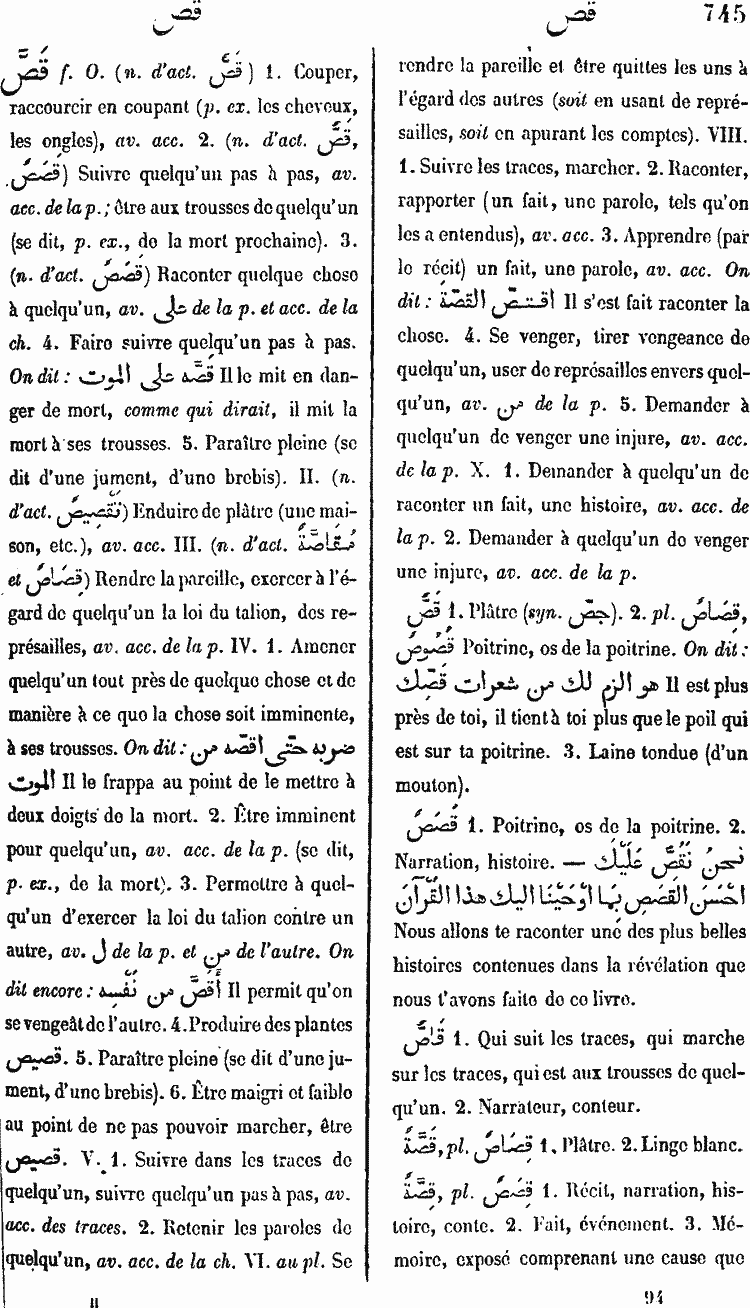 قص
قص
745
قَصَّ f. O. (n. d'act. قَصٌّ) 1. Couper,
raccourcir en coupant (p. ex. les cheveux,
les ongles), av. acc. 2. (n. d'act. قَصٌّ,
قَصَصٌ) Suivre quelqu'un pas à pas, av.
acc. de la p.; être aux trousses de quelqu'un
(se dit, p. ex., de la mort prochaine). 3.
(n. d'act. قَصَصٌ) Raconter quelque chose
à quelqu'un, av. على de la p. et acc. de la
ch. 4. Faire suivre quelqu'un pas à pas.
On dit : قصّه على الموت Il le mit en dan-
ger de mort, comme qui dirait, il mit la
mort à ses trousses. 5. Paraître pleine (se
dit d'une jument, d'une brebis). II. (n.
d'act. تَقْصِيصٌ) Enduire de plâtre (une mai-
son, etc.), av. acc. III. (n. d'act. مُقَاصَّةٌ
et قِصَاصٌ) Rendre la pareille, exercer à l'é-
gard de quelqu'un la loi du talion, des re-
présailles, av. acc. de la p. IV. 1. Amener
quelqu'un tout près de quelque chose et de
manière à ce que la chose soit imminente,
à ses trousses. On dit : ضربه حتّى اقصّه من
الموت Il le frappa au point de le mettre à
deux doigts de la mort. 2. Être imminent
pour quelqu'un, av. acc. de la p. (se dit,
p. ex., de la mort). 3. Permettre à quel-
qu'un d'exercer la loi du talion contre un
autre, av. ل de la p. et من de l'autre. On
dit encore : أَقَصَّ من نَفْسِه Il permit qu'on
se vengeât de l'autre. 4. Produire des plantes
قصيص. 5. Paraître pleine (se dit d'une ju-
ment, d'une brebis). 6. Être maigri et faible
au point de ne pas pouvoir marcher, être
قصيص. V. 1. Suivre dans les traces de
quelqu'un, suivre quelqu'un pas à pas, av.
acc. des traces. 2. Retenir les paroles de
quelqu'un, av. acc. de la ch. VI. au pl. Se
II
rendre la pareille et être quittes les uns à
l'égard des autres (soit en usant de repré-
sailles, soit en apurant les comptes). VIII.
1. Suivre les traces, marcher. 2. Raconter,
rapporter (un fait, une parole, tels qu'on
les a entendus), av. acc. 3. Apprendre (par
le récit) un fait, une parole, av. acc. On
dit : اقتصّ القصّة Il s'est fait raconter la
chose. 4. Se venger, tirer vengeance de
quelqu'un, user de représailles envers quel-
qu'un, av. من de la p. 5. Demander à
quelqu'un de venger une injure, av. acc.
de la p. X. 1. Demander à quelqu'un de
raconter un fait, une histoire, av. acc. de
la p. 2. Demander à quelqu'un de venger
une injure, av. acc. de la p.
قَصٌّ 1. Plâtre (syn. جصّ). 2. pl. قِصَاصٌ,
قُصُوصٌ Poitrine, os de la poitrine. On dit :
هو الزم لك من شعرات قصّك Il est plus
près de toi, il tient à toi plus que le poil qui
est sur ta poitrine. 3. Laine tondue (d'un
mouton).
قَصَصٌ 1. Poitrine, os de la poitrine. 2.
Narration, histoire. — نَحْنُ نَقُصُّ عَلَيْكَ
احْسَنَ القَصَصِ بِمَا اوْحَيْنَا اليك هذا القُرْآنَ
Nous allons te raconter une des plus belles
histoires contenues dans la révélation que
nous t'avons faite de ce livre.
قَاصٌّ 1. Qui suit les traces, qui marche
sur les traces, qui est aux trousses de quel-
qu'un. 2. Narrateur, conteur.
قَصَّةٌ, pl. قِصَاصٌ 1. Plâtre. 2. Linge blanc.
قِصَّةٌ, pl. قِصَصٌ 1. Récit, narration, his-
toire, conte. 2. Fait, événement. 3. Mé-
moire, exposé comprenant une cause que
94